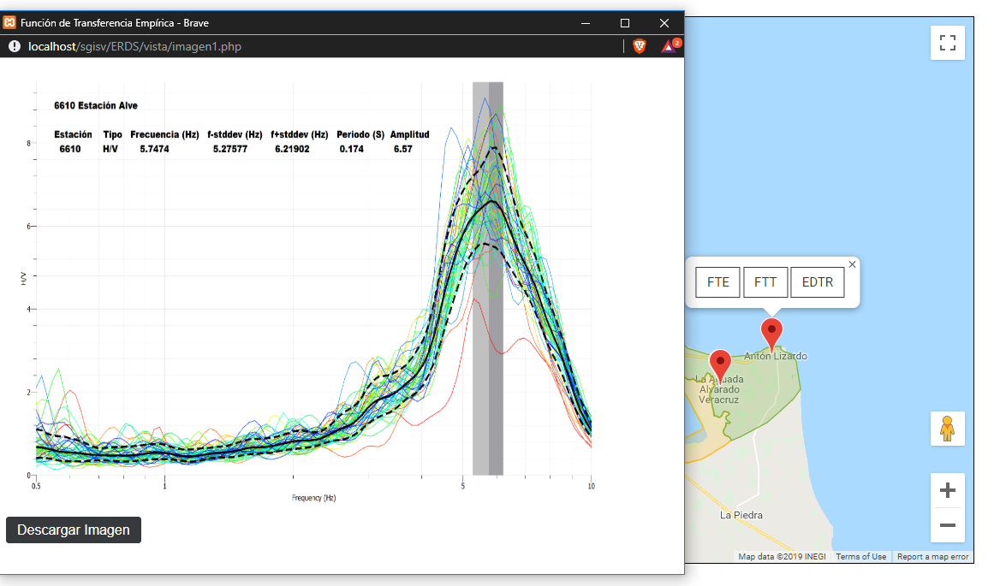 Función de Transferencia Empírica - Brave
localhost/sgisv/ERDS/vista/imagen1.php
2
6610 Estación Alve
Estación Tipo Frecuencia (Hz) f-stddev (Hz) f+stddev (Hz) Periodo (S) Amplitud
6610 H/V 5.7474 5.27577 6.21902 0.174 6.57
8
6
H/V
4
2
0
0.5 1 5 10
Frequency (Hz)
Descargar Imagen
FTE FTT EDTR
Antón Lizardo
La Aguada
Alvarado
Veracruz
La Piedra
Map data ©2019 INEGI Terms of Use Report a map error